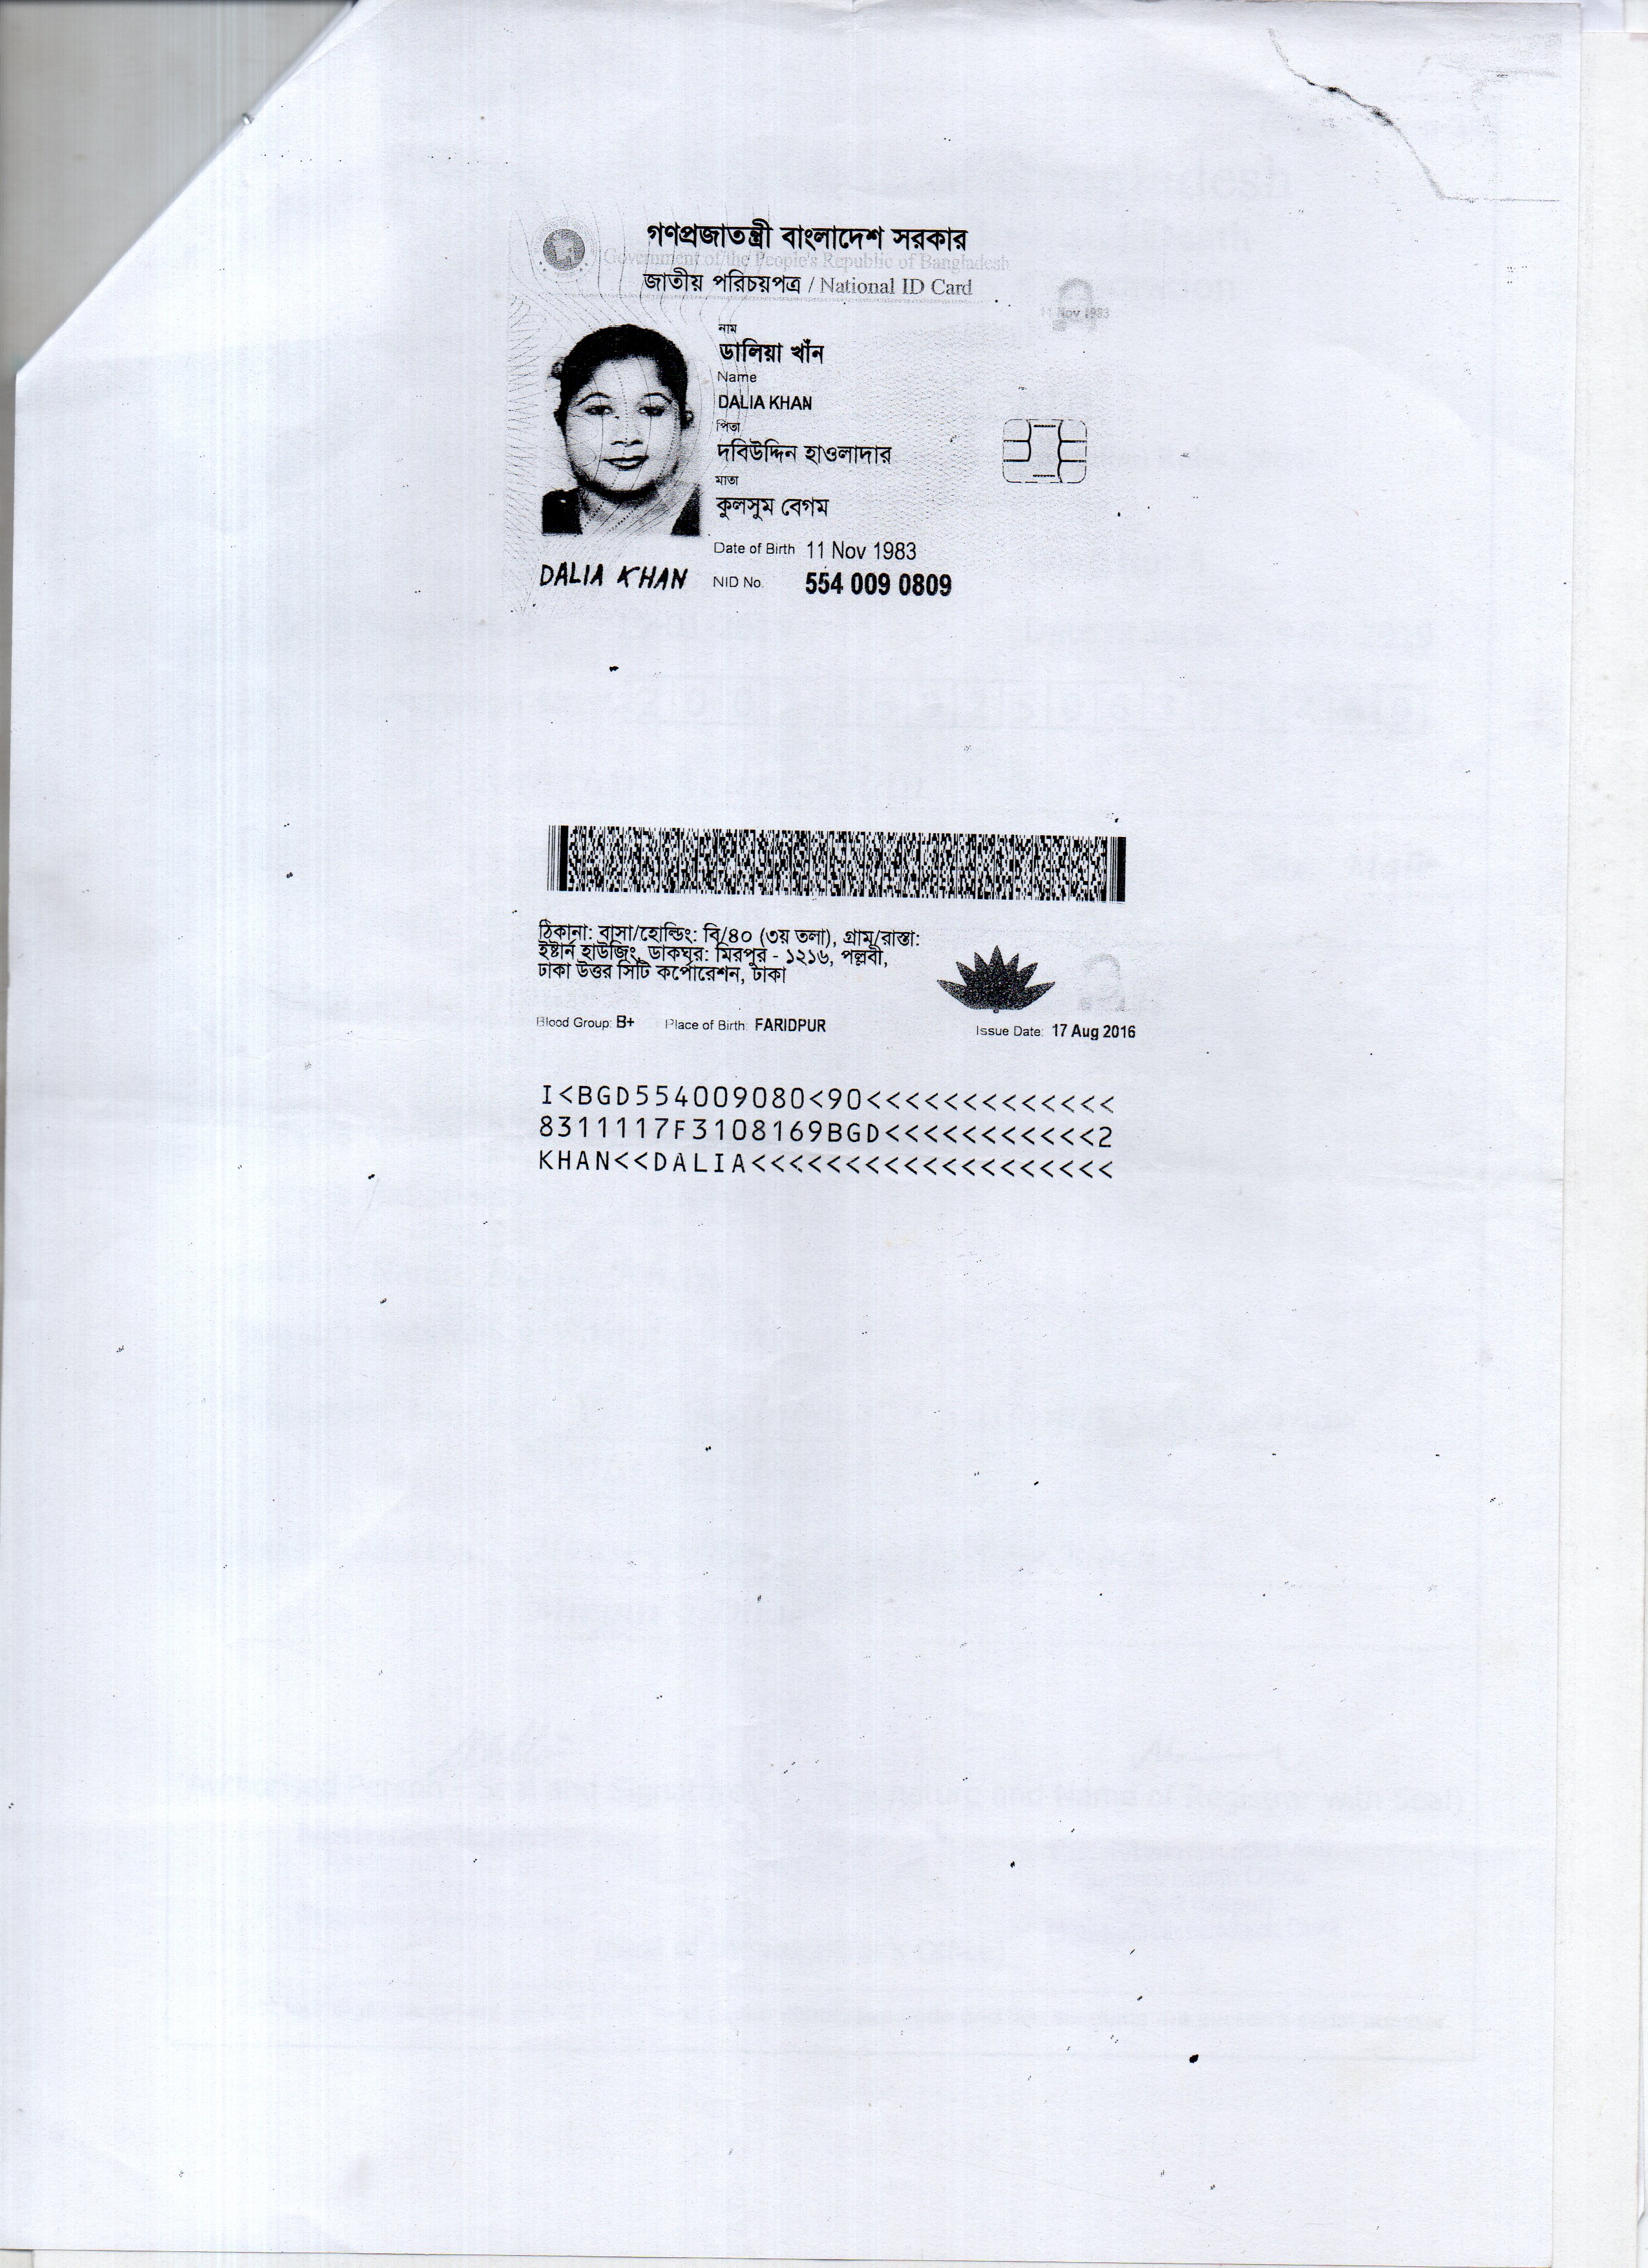 গণপ্রজাতন্ত্রী বাংলাদেশ সরকার
Government of the People's Republic of Bangladesh
জাতীয় পরিচয়পত্র / National ID Card
11 Nov 1983
নাম
ডালিয়া খাঁন
Name
DALIA KHAN
পিতা
দবিউদ্দিন হাওলাদার
মাতা
কুলসুম বেগম
Date of Birth 11 Nov 1983
DALIA KHAN NID No. 554 009 0809
ঠিকানা: বাসা/হোল্ডিং: বি/৪০ (৩য় তলা), গ্রাম/রাস্তা:
ইষ্টার্ন হাউজিং, ডাকঘর: মিরপুর - ১২১৬, পল্লবী,
ঢাকা উত্তর সিটি কর্পোরেশন, ঢাকা
Blood Group: B+ Place of Birth: FARIDPUR Issue Date: 17 Aug 2016
I<BGD554009080<90<<<<<<<<<<<<<
8311117F3108169BGD<<<<<<<<<<<2
KHAN<<DALIA<<<<<<<<<<<<<<<<<<<